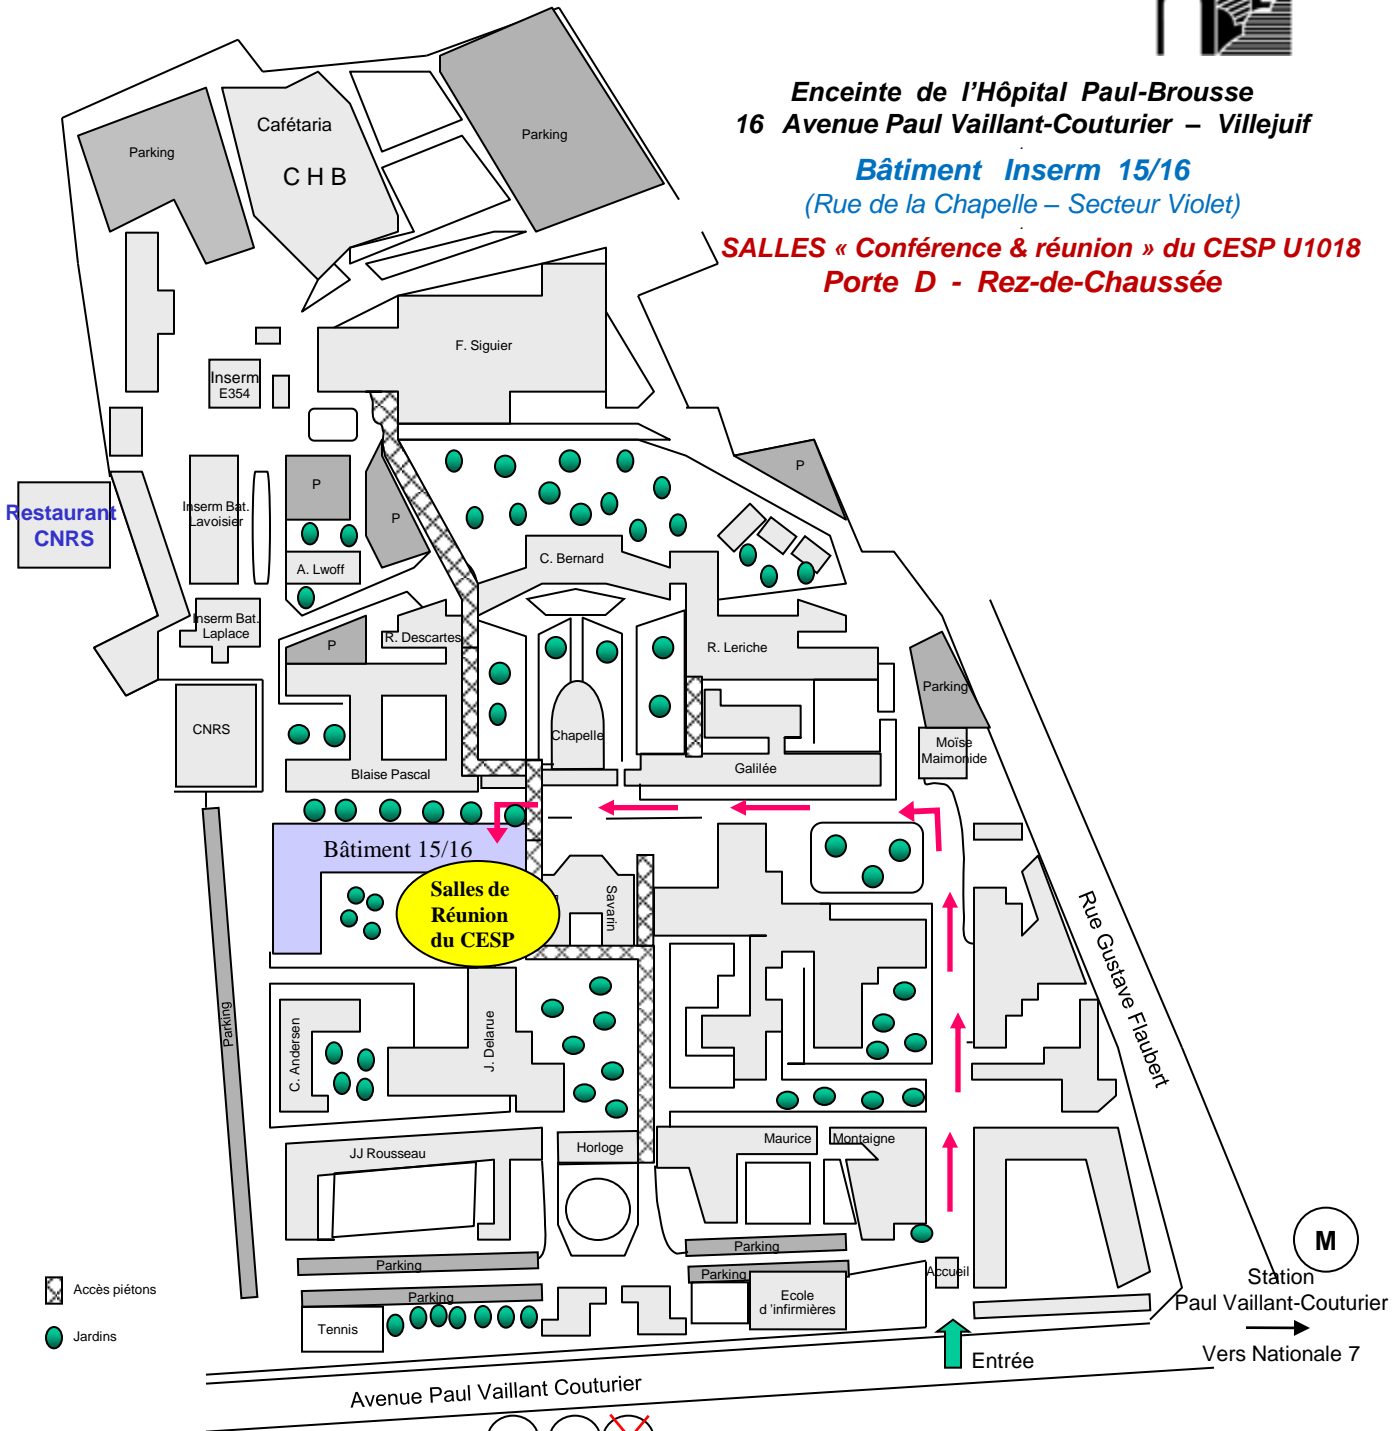 Enceinte de l'Hôpital Paul-Brousse
16 Avenue Paul Vaillant-Couturier – Villejuif
Bâtiment Inserm 15/16
(Rue de la Chapelle – Secteur Violet)
SALLES « Conférence & réunion » du CESP U1018
Porte D - Rez-de-Chaussée
Parking
Cafétaria
C H B
Parking
F. Siguier
Inserm
E354
Restaurant
CNRS
Inserm Bat.
Lavoisier
P
P
P
A. Lwoff
C. Bernard
Inserm Bat.
Laplace
P
R. Descartes
R. Leriche
Parking
CNRS
Chapelle
Moïse
Maimonide
Blaise Pascal
Galilée
Bâtiment 15/16
Salles de
Réunion
du CESP
Savarin
Rue Gustave Flaubert
Parking
C. Andersen
J. Delarue
JJ Rousseau
Horloge
Maurice
Montaigne
Parking
Parking
Parking
Parking
Accueil
Ecole
d 'infirmières
Tennis
Accès piétons
Jardins
M
Station
Paul Vaillant-Couturier
Vers Nationale 7
Entrée
Avenue Paul Vaillant Couturier